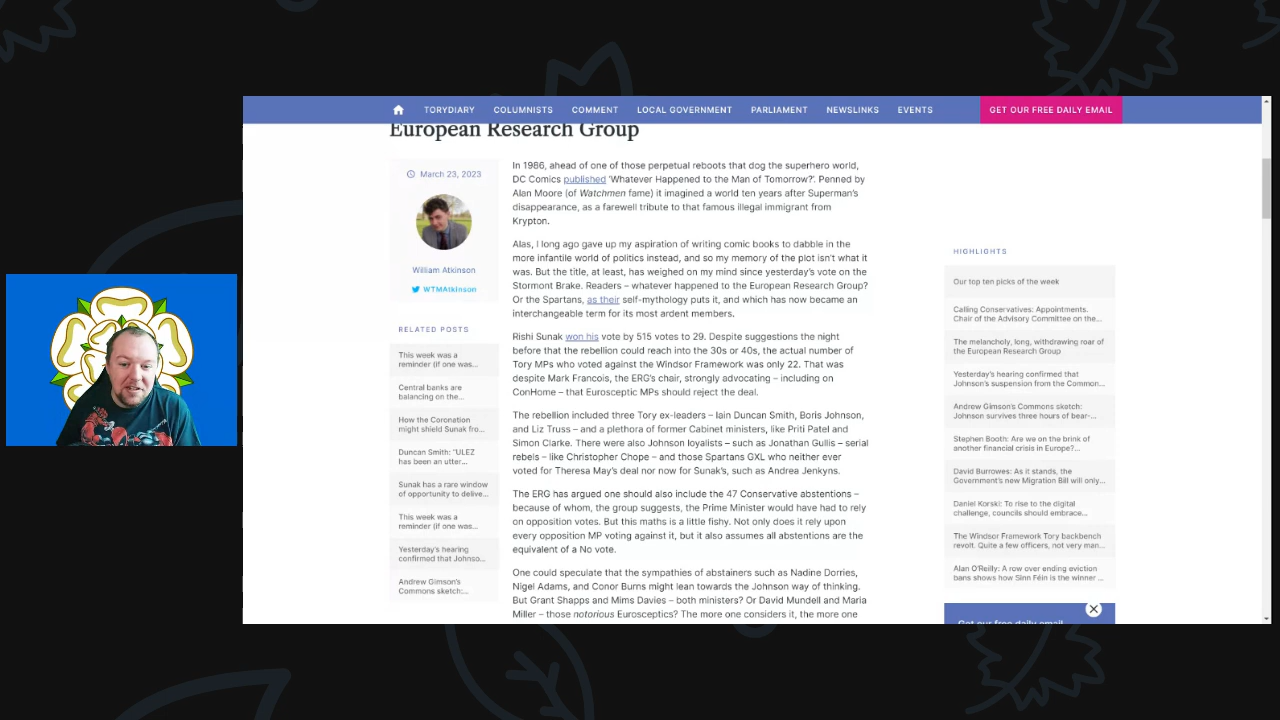 TORYDIARY COLUMNISTS COMMENT LOCAL GOVERNMENT PARLIAMENT NEWSLINKS EVENTS GET OUR FREE DAILY EMAIL
European Research Group
March 23, 2023
William Atkinson
WTMAtkinson
RELATED POSTS
This week was a
reminder (if one was...
Central banks are
balancing on the...
How the Coronation
might shield Sunak fro...
Duncan Smith: "ULEZ
has been an utter...
Sunak has a rare window
of opportunity to delive...
This week was a
reminder (if one was...
Yesterday's hearing
confirmed that Johnso...
Andrew Gimson's
Commons sketch:...
In 1986, ahead of one of those perpetual reboots that dog the superhero world,
DC Comics published 'Whatever Happened to the Man of Tomorrow?'. Penned by
Alan Moore (of Watchmen fame) it imagined a world ten years after Superman's
disappearance, as a farewell tribute to that famous illegal immigrant from
Krypton.
Alas, I long ago gave up my aspiration of writing comic books to dabble in the
more infantile world of politics instead, and so my memory of the plot isn't what it
was. But the title, at least, has weighed on my mind since yesterday's vote on the
Stormont Brake. Readers – whatever happened to the European Research Group?
Or the Spartans, as their self-mythology puts it, and which has now became an
interchangeable term for its most ardent members.
Rishi Sunak won his vote by 515 votes to 29. Despite suggestions the night
before that the rebellion could reach into the 30s or 40s, the actual number of
Tory MPs who voted against the Windsor Framework was only 22. That was
despite Mark Francois, the ERG's chair, strongly advocating – including on
ConHome – that Eurosceptic MPs should reject the deal.
The rebellion included three Tory ex-leaders – Iain Duncan Smith, Boris Johnson,
and Liz Truss – and a plethora of former Cabinet ministers, like Priti Patel and
Simon Clarke. There were also Johnson loyalists – such as Jonathan Gullis – serial
rebels – like Christopher Chope – and those Spartans GXL who neither ever
voted for Theresa May's deal nor now for Sunak's, such as Andrea Jenkyns.
The ERG has argued one should also include the 47 Conservative abstentions –
because of whom, the group suggests, the Prime Minister would have had to rely
on opposition votes. But this maths is a little fishy. Not only does it rely upon
every opposition MP voting against it, but it also assumes all abstentions are the
equivalent of a No vote.
One could speculate that the sympathies of abstainers such as Nadine Dorries,
Nigel Adams, and Conor Burns might lean towards the Johnson way of thinking.
But Grant Shapps and Mims Davies – both ministers? Or David Mundell and Maria
Miller – those notorious Eurosceptics? The more one considers it, the more one
HIGHLIGHTS
Our top ten picks of the week
Calling Conservatives: Appointments.
Chair of the Advisory Committee on the...
The melancholy, long, withdrawing roar of
the European Research Group
Yesterday's hearing confirmed that
Johnson's suspension from the Common...
Andrew Gimson's Commons sketch:
Johnson survives three hours of bear-...
Stephen Booth: Are we on the brink of
another financial crisis in Europe?...
David Burrowes: As it stands, the
Government's new Migration Bill will only...
Daniel Korski: To rise to the digital
challenge, councils should embrace...
The Windsor Framework Tory backbench
revolt. Quite a few officers, not very man...
Alan O'Reilly: A row over ending eviction
bans shows how Sinn Féin is the winner ...
Get our free daily email